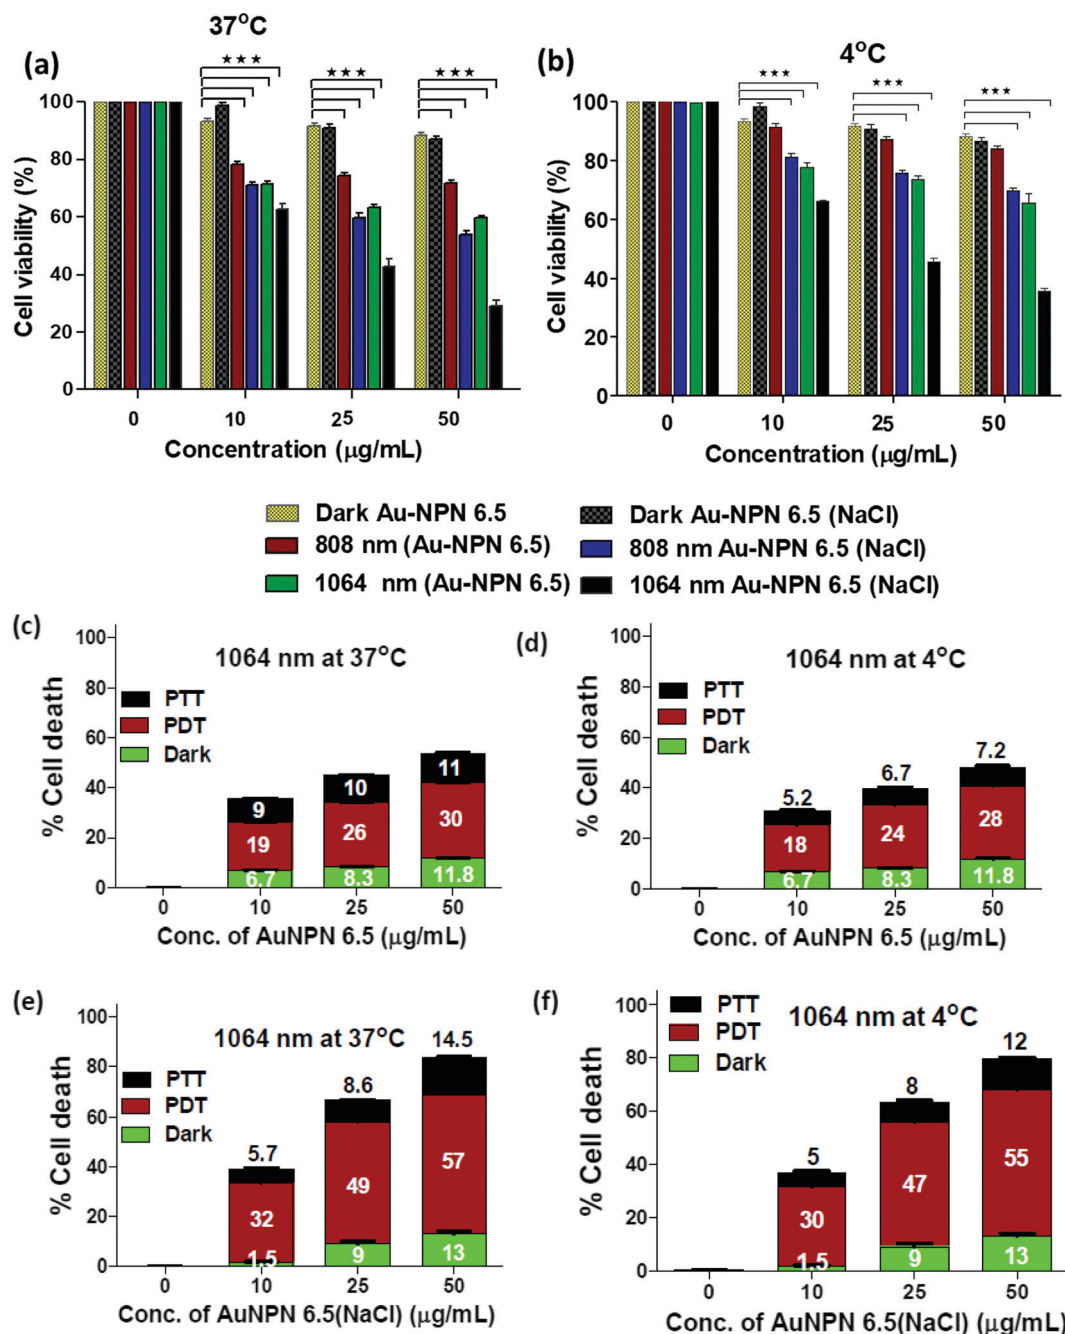 37°C
(a)
★★★
★★★
★★★
Cell viability (%)
100
80
60
40
20
0
0
10
25
50
Concentration (μg/mL)
4°C
(b)
★★★
★★★
★★★
Cell viability (%)
100
80
60
40
20
0
0
10
25
50
Concentration (μg/mL)
Dark Au-NPN 6.5
Dark Au-NPN 6.5 (NaCl)
808 nm (Au-NPN 6.5)
808 nm Au-NPN 6.5 (NaCl)
1064 nm (Au-NPN 6.5)
1064 nm Au-NPN 6.5 (NaCl)
(c)
1064 nm at 37°C
PTT
PDT
Dark
% Cell death
100
80
60
40
20
0
9
19
6.7
10
26
8.3
11
30
11.8
0
10
25
50
Conc. of AuNPN 6.5 (μg/mL)
(d)
1064 nm at 4°C
PTT
PDT
Dark
% Cell death
100
80
60
40
20
0
5.2
18
6.7
6.7
24
8.3
7.2
28
11.8
0
10
25
50
Conc. of AuNPN 6.5 (μg/mL)
(e)
1064 nm at 37°C
PTT
PDT
Dark
% Cell death
100
80
60
40
20
0
5.7
32
1.5
8.6
49
9
14.5
57
13
0
10
25
50
Conc. of AuNPN 6.5(NaCl) (μg/mL)
(f)
1064 nm at 4°C
PTT
PDT
Dark
% Cell death
100
80
60
40
20
0
5
30
1.5
8
47
9
12
55
13
0
10
25
50
Conc. of AuNPN 6.5(NaCl) (μg/mL)